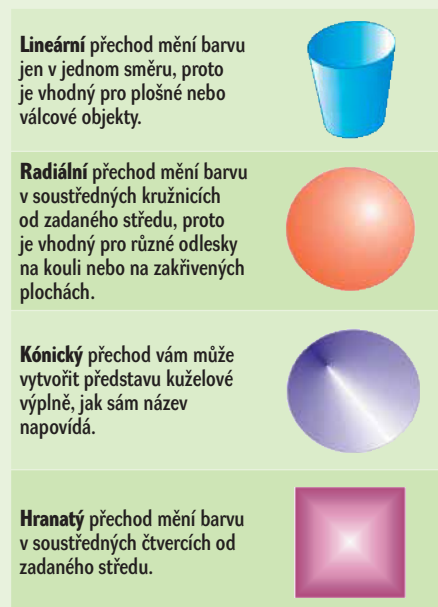 Lineární přechod mění barvu
jen v jednom směru, proto
je vhodný pro plošné nebo
válcové objekty.
Radiální přechod mění barvu
v soustředných kružnicích
od zadaného středu, proto
je vhodný pro různé odlesky
na kouli nebo na zakřivených
plochách.
Kónický přechod vám může
vytvořit představu kuželové
výplně, jak sám název
napovídá.
Hranatý přechod mění barvu
v soustředných čtvercích od
zadaného středu.